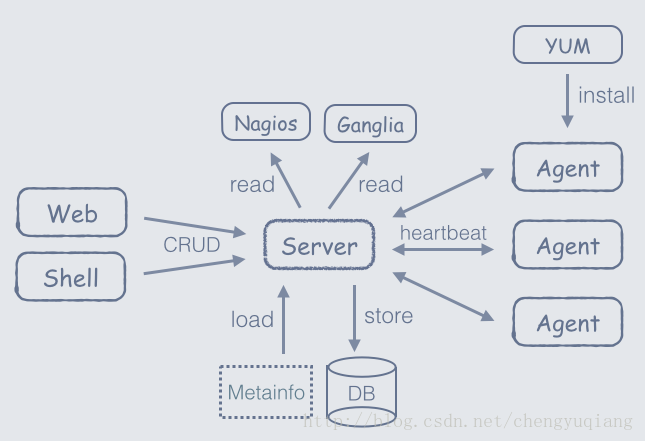 YUM
install
Nagios
Ganglia
read
read
Agent
Web
CRUD
Shell
Server
heartbeat
Agent
Agent
load
store
Metainfo
DB
http://blog.csdn.net/chengyuqiang